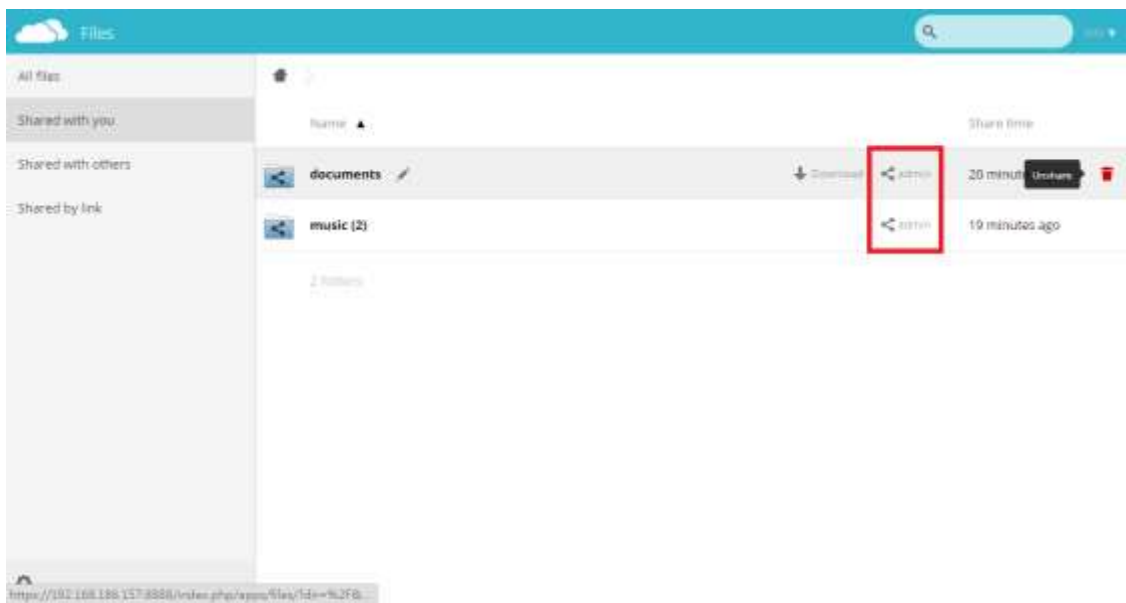 Files
All files
Shared with you
Shared with others
Shared by link
Name ▲
Share time
documents
Download
admin
20 minut
Unshare
music (2)
admin
19 minutes ago
2 folders